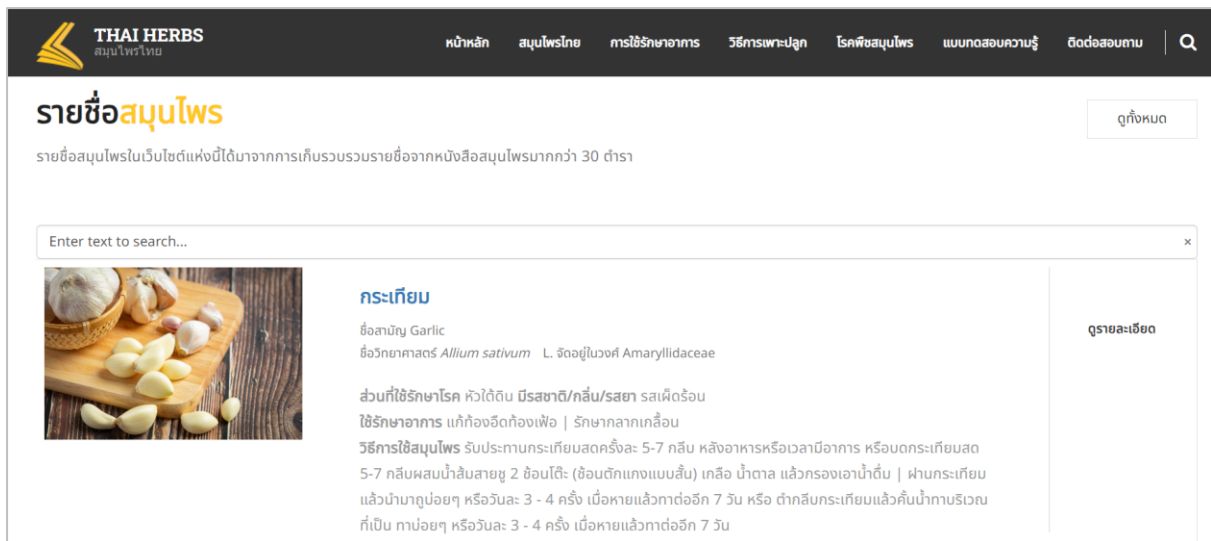 THAI HERBS
สมุนไพรไทย
หน้าหลัก สมุนไพรไทย การใช้รักษาอาการ วิธีการเพาะปลูก โรคพืชสมุนไพร แบบทดสอบความรู้ ติดต่อสอบถาม
รายชื่อสมุนไพร
ดูทั้งหมด
รายชื่อสมุนไพรในเว็บไซต์แห่งนี้ได้มาจากการเก็บรวบรวมรายชื่อจากหนังสือสมุนไพรมากกว่า 30 ตำรา
Enter text to search... ×
กระเทียม
ชื่อสามัญ Garlic
ชื่อวิทยาศาสตร์ Allium sativum L. จัดอยู่ในวงศ์ Amaryllidaceae
ดูรายละเอียด
ส่วนที่ใช้รักษาโรค หัวใต้ดิน มีรสชาติ/กลิ่น/รสยา รสเผ็ดร้อน
ใช้รักษาอาการ แก้ท้องอืดท้องเฟ้อ | รักษากลากเกลื้อน
วิธีการใช้สมุนไพร รับประทานกระเทียมสดครั้งละ 5-7 กลีบ หลังอาหารหรือเวลามีอาการ หรือบดกระเทียมสด
5-7 กลีบผสมน้ำส้มสายชู 2 ช้อนโต๊ะ (ช้อนตักแกงแบบสั้น) เกลือ น้ำตาล แล้วกรองเอาน้ำดื่ม | ฝานกระเทียม
แล้วนำมาถูบ่อยๆ หรือวันละ 3 - 4 ครั้ง เมื่อหายแล้วทาต่ออีก 7 วัน หรือ ตำกลีบกระเทียมแล้วคั้นน้ำทาบริเวณ
ที่เป็น ทาบ่อยๆ หรือวันละ 3 - 4 ครั้ง เมื่อหายแล้วทาต่ออีก 7 วัน